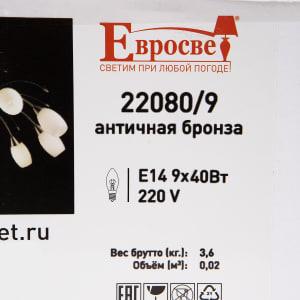 Евросвет®
СВЕТИМ ПРИ ЛЮБОЙ ПОГОДЕ!
22080/9
античная бронза
E14 9x40Вт
220 V
et.ru
Вес брутто (кг.): 3,6
Объём (м³): 0,02
EAC